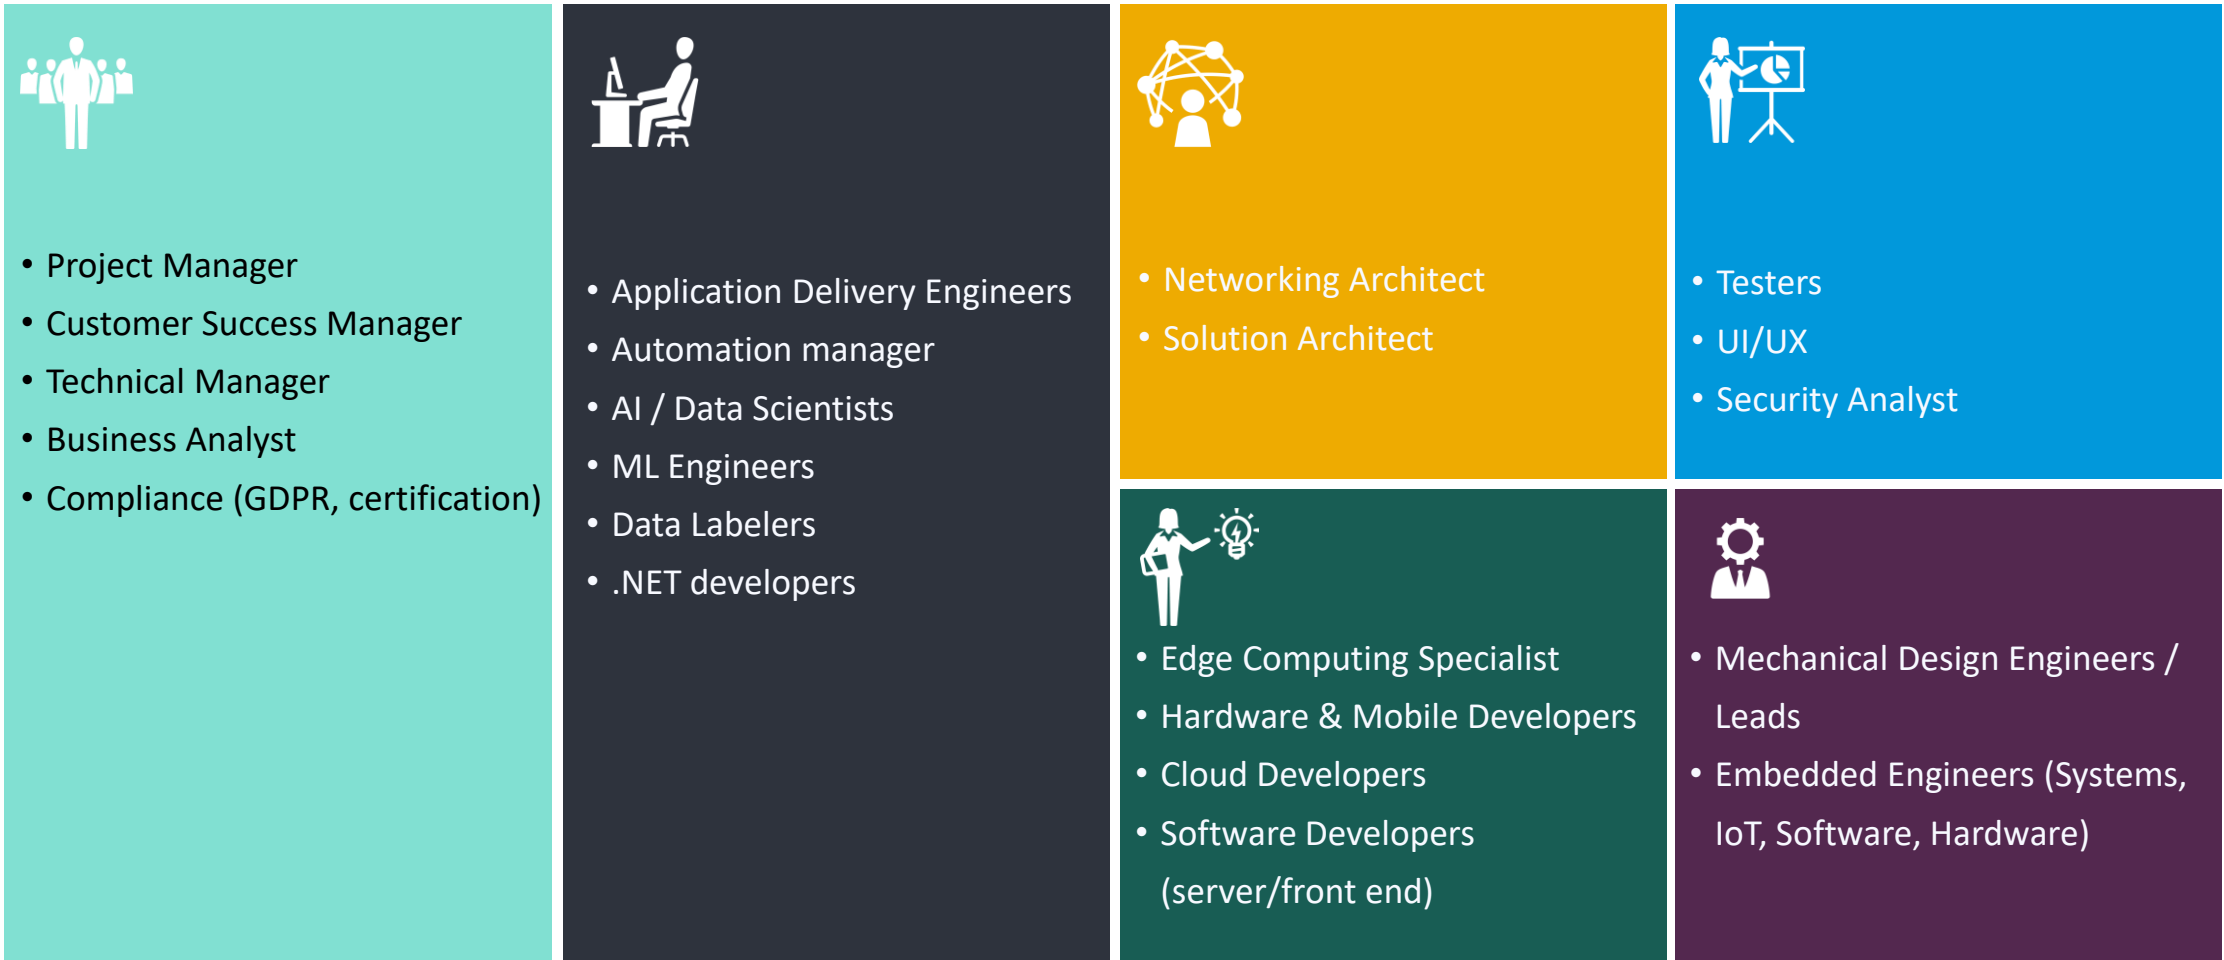 • Project Manager
• Customer Success Manager
• Technical Manager
• Business Analyst
• Compliance (GDPR, certification)
• Application Delivery Engineers
• Automation manager
• AI / Data Scientists
• ML Engineers
• Data Labelers
• .NET developers
• Networking Architect
• Solution Architect
• Testers
• UI/UX
• Security Analyst
• Edge Computing Specialist
• Hardware & Mobile Developers
• Cloud Developers
• Software Developers
(server/front end)
• Mechanical Design Engineers /
Leads
• Embedded Engineers (Systems,
IoT, Software, Hardware)